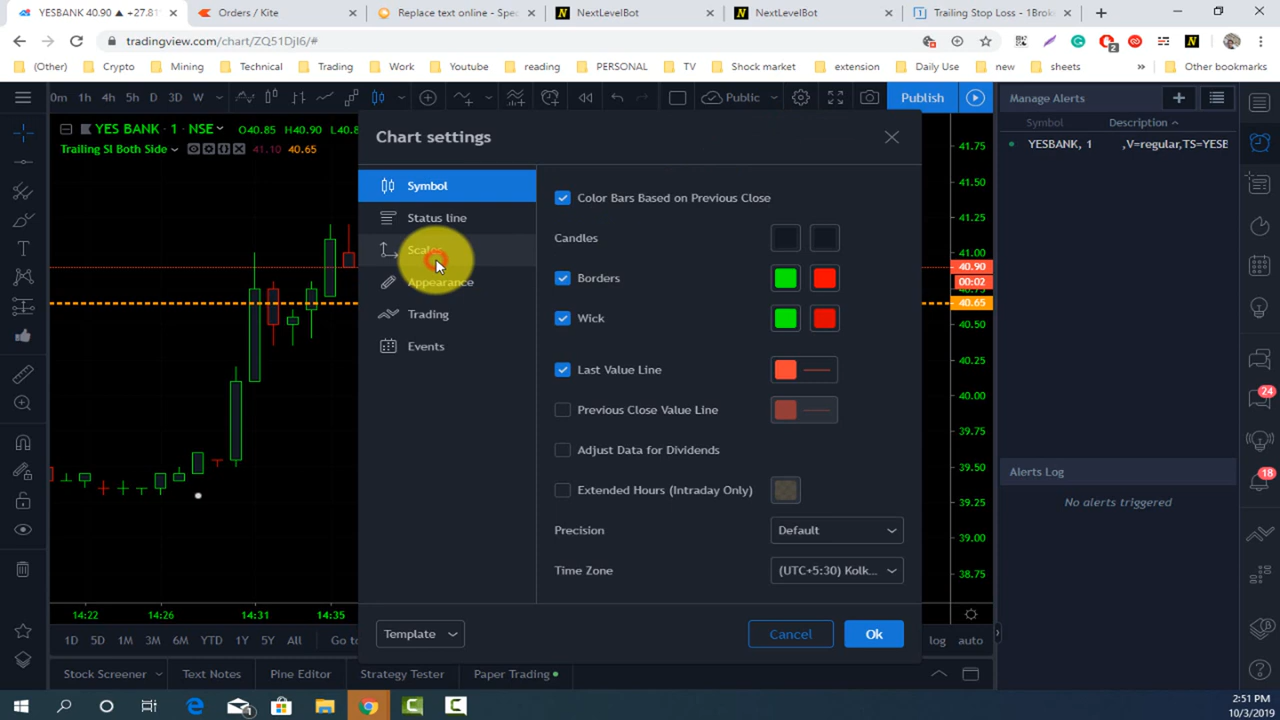 YESBANK 40.90 ▲ +27.81
Orders / Kite
Replace text online - Spe
NextLevelBot
NextLevelBot
Trailing Stop Loss - 1Brok
tradingview.com/chart/ZQ51DjI6/#
(Other)
Crypto
Mining
Technical
Trading
Work
Youtube
reading
PERSONAL
TV
Shock market
extension
Daily Use
new
sheets
»
Other bookmarks
0m 1h 4h 5h D 3D W
Public
Publish
Manage Alerts
YES BANK · 1 · NSE
O40.85 H40.90 L40.8
Trailing Sl Both Side
41.10 40.65
Symbol
Description
YESBANK, 1
,V=regular,TS=YESB
Chart settings
Symbol
Status line
Scales
Appearance
Trading
Events
Color Bars Based on Previous Close
Candles
Borders
Wick
Last Value Line
Previous Close Value Line
Adjust Data for Dividends
Extended Hours (Intraday Only)
Precision
Default
Time Zone
(UTC+5:30) Kolk...
Template
Cancel
Ok
41.75
41.50
41.25
41.00
40.90
00:02
40.65
40.50
40.25
40.00
39.75
39.50
39.25
39.00
38.75
Alerts Log
No alerts triggered
24
18
14:22
14:26
14:31
14:35
1D 5D 1M 3M 6M YTD 1Y 5Y All
Go to
log
auto
Stock Screener
Text Notes
Pine Editor
Strategy Tester
Paper Trading
2:51 PM
10/3/2019